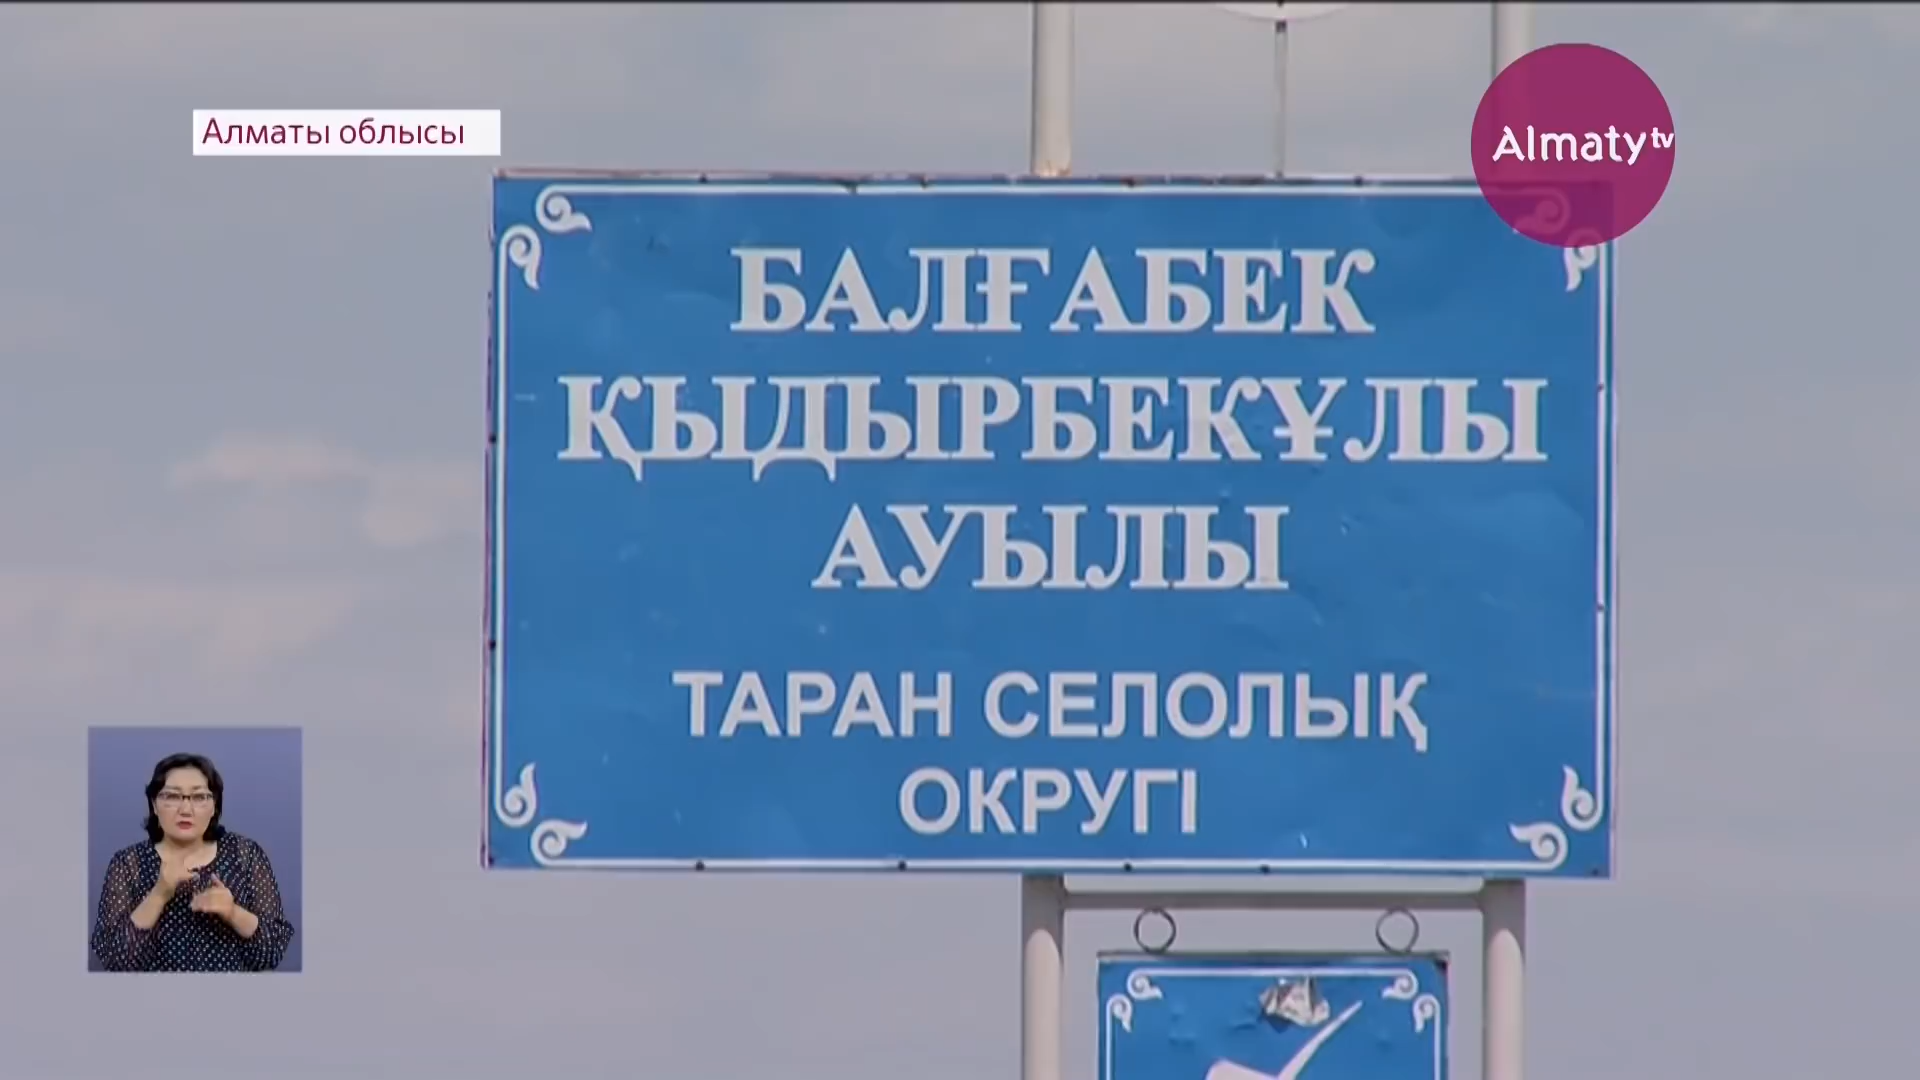 Алматы облысы
Almaty tv
БАЛҒАБЕК
ҚЫДЫРБЕКҰЛЫ
АУЫЛЫ
ТАРАН СЕЛОЛЫҚ
ОКРУГІ